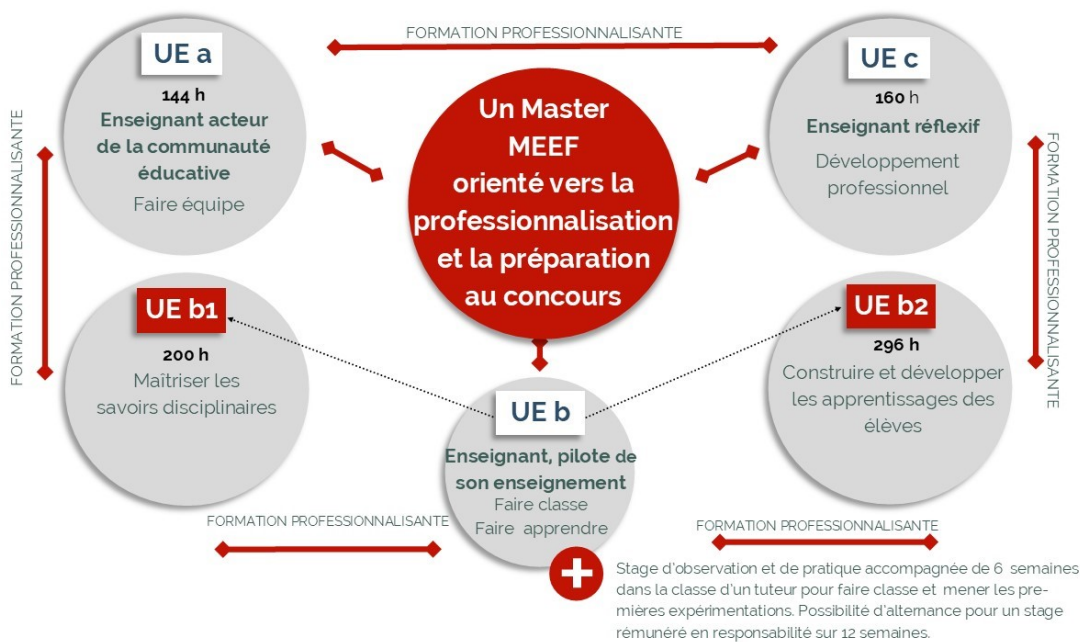 FORMATION PROFESSIONNALISANTE
UE a
144 h
Enseignant acteur
de la communauté
éducative
Faire équipe
Un Master
MEEF
orienté vers la
professionnalisation
et la préparation
au concours
UE c
160 h
Enseignant réflexif
Développement
professionnel
FORMATION PROFESSIONNALISANTE
FORMATION PROFESSIONNALISANTE
UE b1
200 h
Maîtriser les
savoirs disciplinaires
UE b2
296 h
Construire et développer
les apprentissages des
élèves
UE b
Enseignant, pilote de
son enseignement
Faire classe
Faire apprendre
FORMATION PROFESSIONNALISANTE
FORMATION PROFESSIONNALISANTE
+
Stage d'observation et de pratique accompagnée de 6 semaines
dans la classe d'un tuteur pour faire classe et mener les pre-
mières expérimentations. Possibilité d'alternance pour un stage
rémunéré en responsabilité sur 12 semaines.